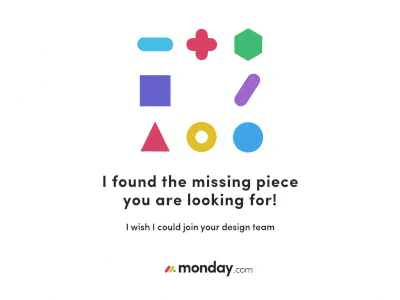 I found the missing piece
you are looking for!
I wish I could join your design team
monday.com